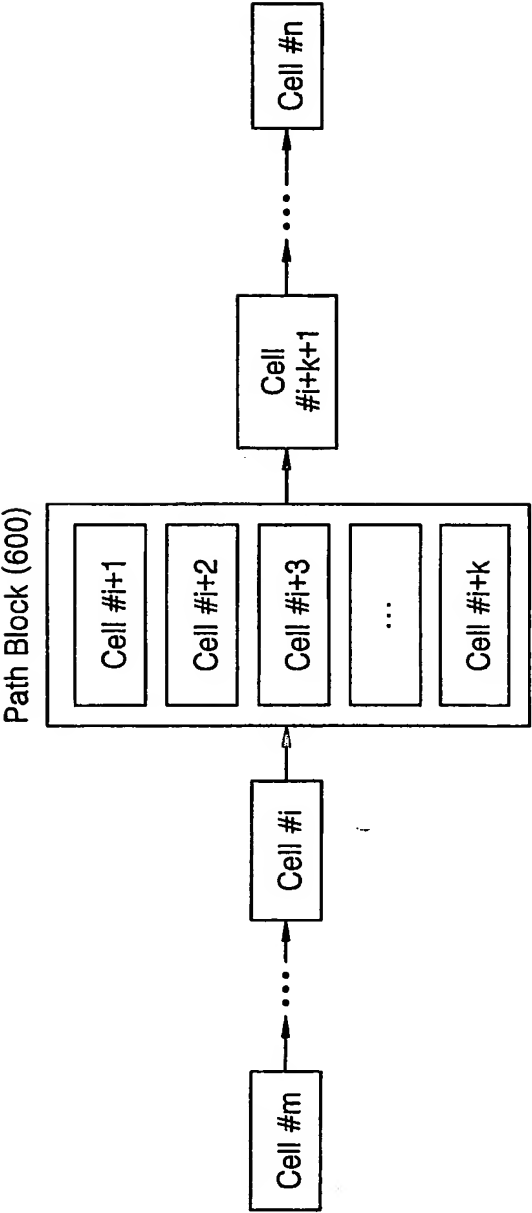 Path Block (600)
Cell #m
...
Cell #i
Cell #i+1
Cell #i+2
Cell #i+3
...
Cell #i+k
Cell
#i+k+1
...
Cell #n